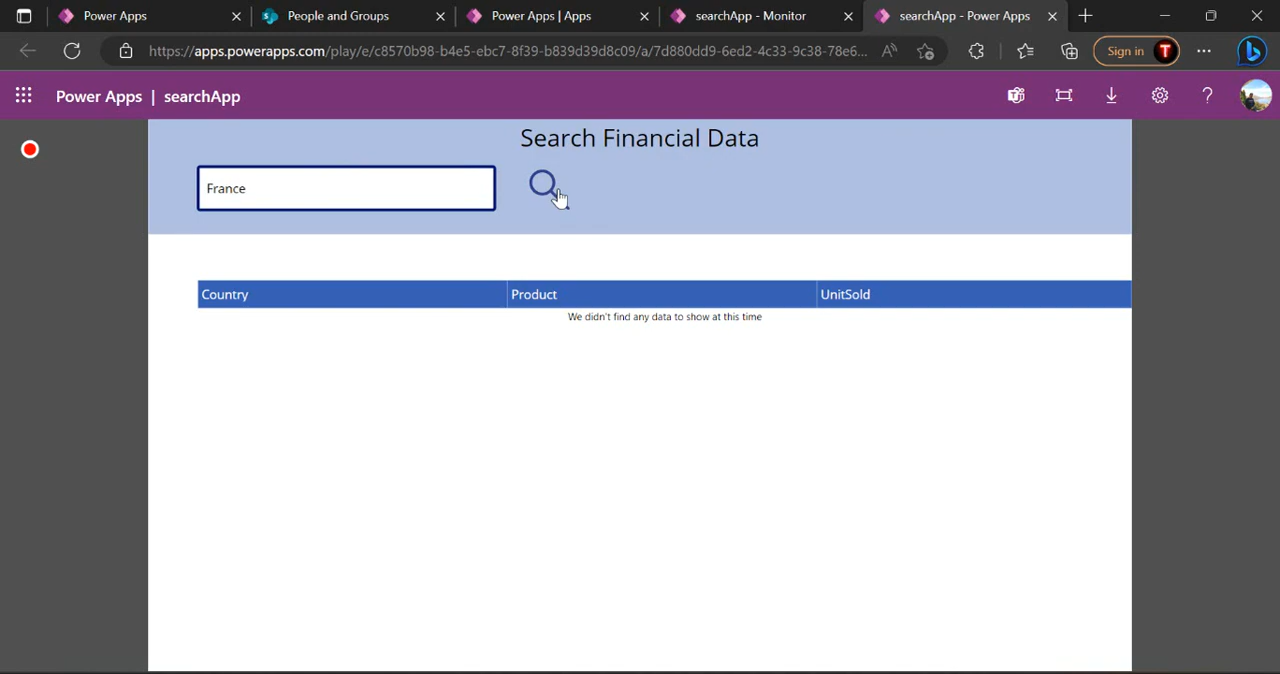 Power Apps
People and Groups
Power Apps | Apps
searchApp - Monitor
searchApp - Power Apps
https://apps.powerapps.com/play/e/c8570b98-b4e5-ebc7-8f39-b839d39d8c09/a/7d880dd9-6ed2-4c33-9c38-78e6...
Sign in T
Power Apps | searchApp
Search Financial Data
France
Country Product UnitSold
We didn't find any data to show at this time